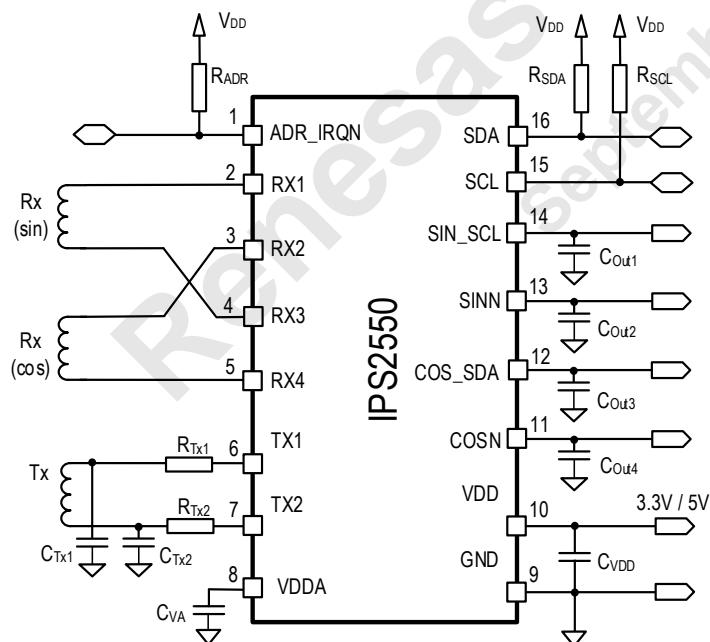 VDD
VDD
VDD
RADR
RSDA
RSCL
1
ADR_IRQN
SDA
16
2
RX1
SCL
15
Rx
(sin)
3
RX2
SIN_SCL
14
COut1
4
RX3
SINN
13
COut2
Rx
(cos)
5
RX4
COS_SDA
12
COut3
IPS2550
TX1
6
RTx1
COSN
11
COut4
Tx
TX2
7
RTx2
VDD
10
3.3V / 5V
CTx1
CTx2
CVDD
8
VDDA
GND
9
CVA
Renesas
Septemb